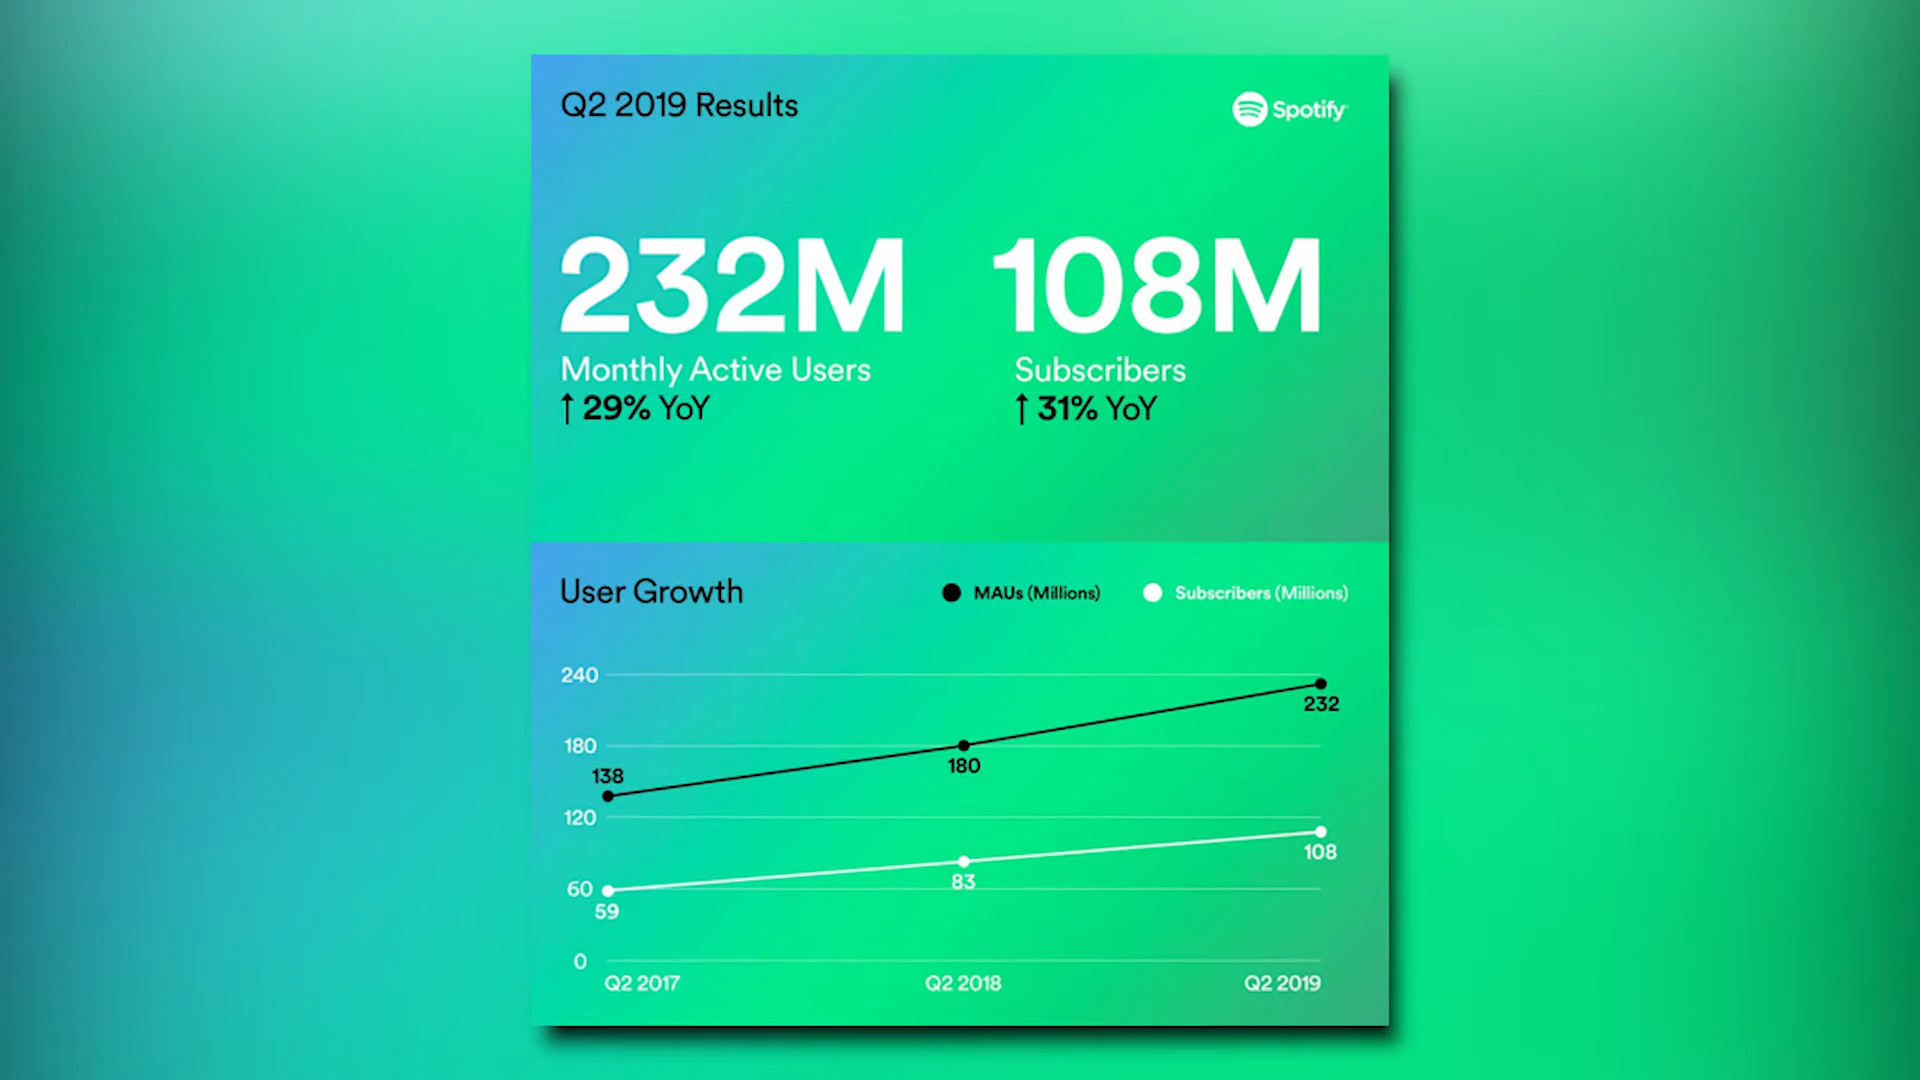 Q2 2019 Results
Spotify
232M
108M
Monthly Active Users
Subscribers
↑ 29% YoY
↑ 31% YoY
User Growth
MAUs (Millions)
Subscribers (Millions)
240
232
180
180
138
120
108
83
60
59
0
Q2 2017
Q2 2018
Q2 2019